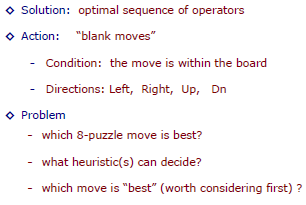 ◇ Solution: optimal sequence of operators
◇ Action: “blank moves”
- Condition: the move is within the board
- Directions: Left, Right, Up, Dn
◇ Problem
- which 8-puzzle move is best?
- what heuristic(s) can decide?
- which move is “best” (worth considering first) ?